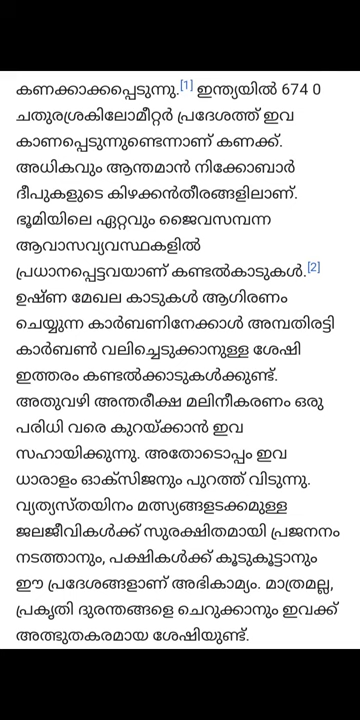 കണക്കാക്കപ്പെടുന്നു.[1] ഇന്ത്യയിൽ 674 0
ചതുരശ്രകിലോമീറ്റർ പ്രദേശത്ത് ഇവ
കാണപ്പെടുന്നുണ്ടെന്നാണ് കണക്ക്.
അധികവും ആന്തമാൻ നിക്കോബാർ
ദീപുകളുടെ കിഴക്കൻതീരങ്ങളിലാണ്.
ഭൂമിയിലെ ഏറ്റവും ജൈവസമ്പന്ന
ആവാസവ്യവസ്ഥകളിൽ
പ്രധാനപ്പെട്ടവയാണ് കണ്ടൽകാടുകൾ.[2]
ഉഷ്ണ മേഖല കാടുകൾ ആഗിരണം
ചെയ്യുന്ന കാർബണിനേക്കാൾ അമ്പതിരട്ടി
കാർബൺ വലിച്ചെടുക്കാനുള്ള ശേഷി
ഇത്തരം കണ്ടൽക്കാടുകൾക്കുണ്ട്.
അതുവഴി അന്തരീക്ഷ മലിനീകരണം ഒരു
പരിധി വരെ കുറയ്ക്കാൻ ഇവ
സഹായിക്കുന്നു. അതോടൊപ്പം ഇവ
ധാരാളം ഓക്സിജനും പുറത്ത് വിടുന്നു.
വ്യത്യസ്തയിനം മത്സ്യങ്ങളടക്കമുള്ള
ജലജീവികൾക്ക് സുരക്ഷിതമായി പ്രജനനം
നടത്താനും, പക്ഷികൾക്ക് കൂടുകൂട്ടാനും
ഈ പ്രദേശങ്ങളാണ് അഭികാമ്യം. മാത്രമല്ല,
പ്രകൃതി ദുരന്തങ്ങളെ ചെറുക്കാനും ഇവക്ക്
അത്ഭുതകരമായ ശേഷിയുണ്ട്.